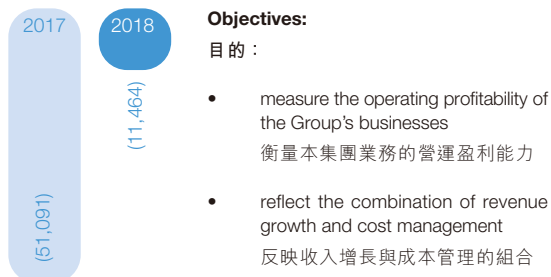 2017
2018
(51,091)
(11,464)
Objectives:
目的：
• measure the operating profitability of
the Group's businesses
衡量本集團業務的營運盈利能力
• reflect the combination of revenue
growth and cost management
反映收入增長與成本管理的組合